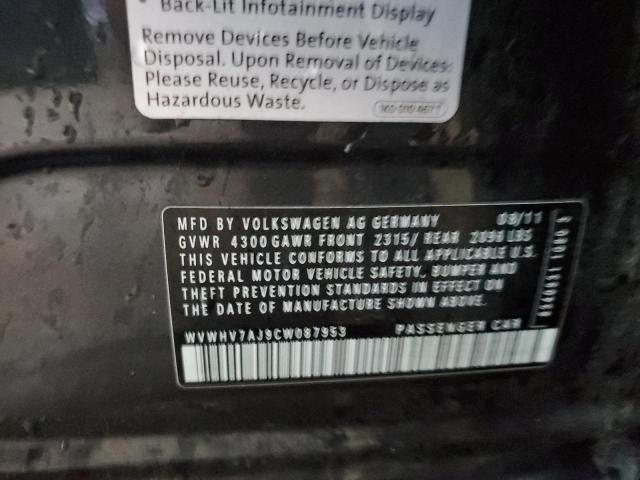 • Back-Lit Infotainment Display
Remove Devices Before Vehicle
Disposal. Upon Removal of Devices
Please Reuse, Recycle, or Dispose as
Hazardous Waste.
MFD BY VOLKSWAGEN AG GERMANY 08/11
GVWR 4300 GAWR FRONT 2315/ REAR 2096 LBS
THIS VEHICLE CONFORMS TO ALL APPLICABLE U.S.
FEDERAL MOTOR VEHICLE SAFETY, BUMPER AND
THEFT PREVENTION STANDARDS IN EFFECT ON
THE DATE OF MANUFACTURE SHOWN ABOVE.
WVWHV7AJ9CW087953 PASSENGER CAR